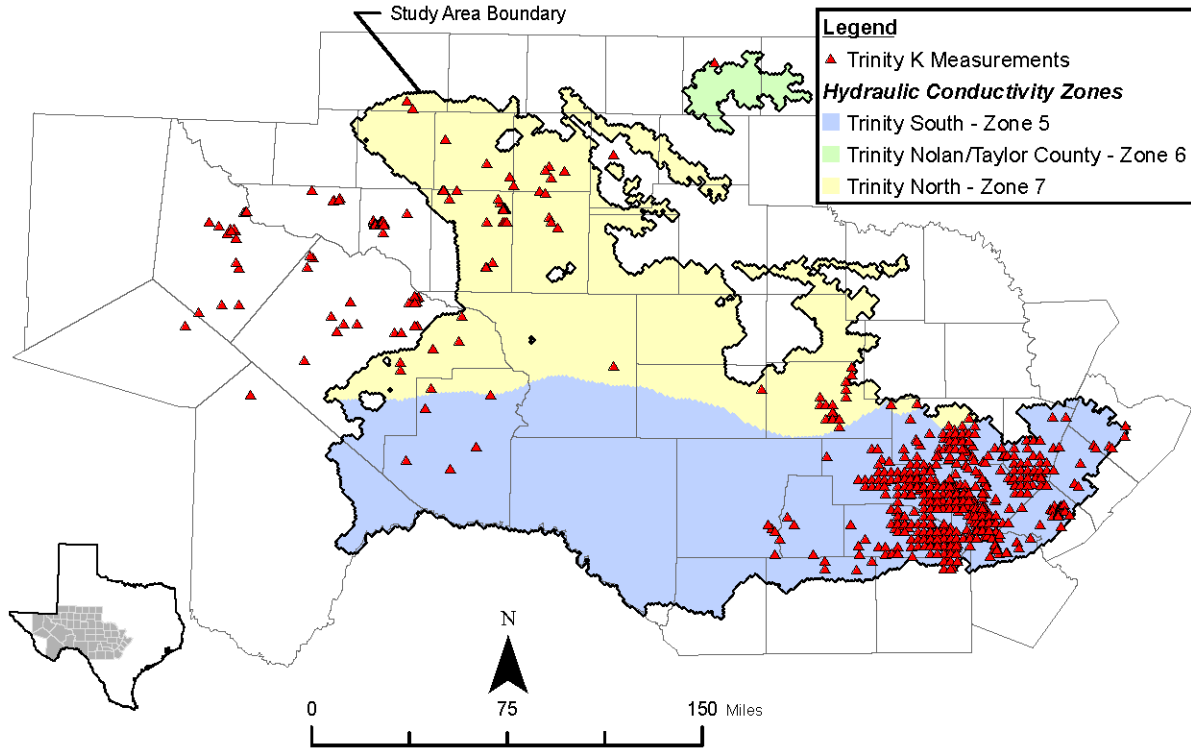 Study Area Boundary
Legend
Trinity K Measurements
Hydraulic Conductivity Zones
Trinity South - Zone 5
Trinity Nolan/Taylor County - Zone 6
Trinity North - Zone 7
N
0 75 150 Miles